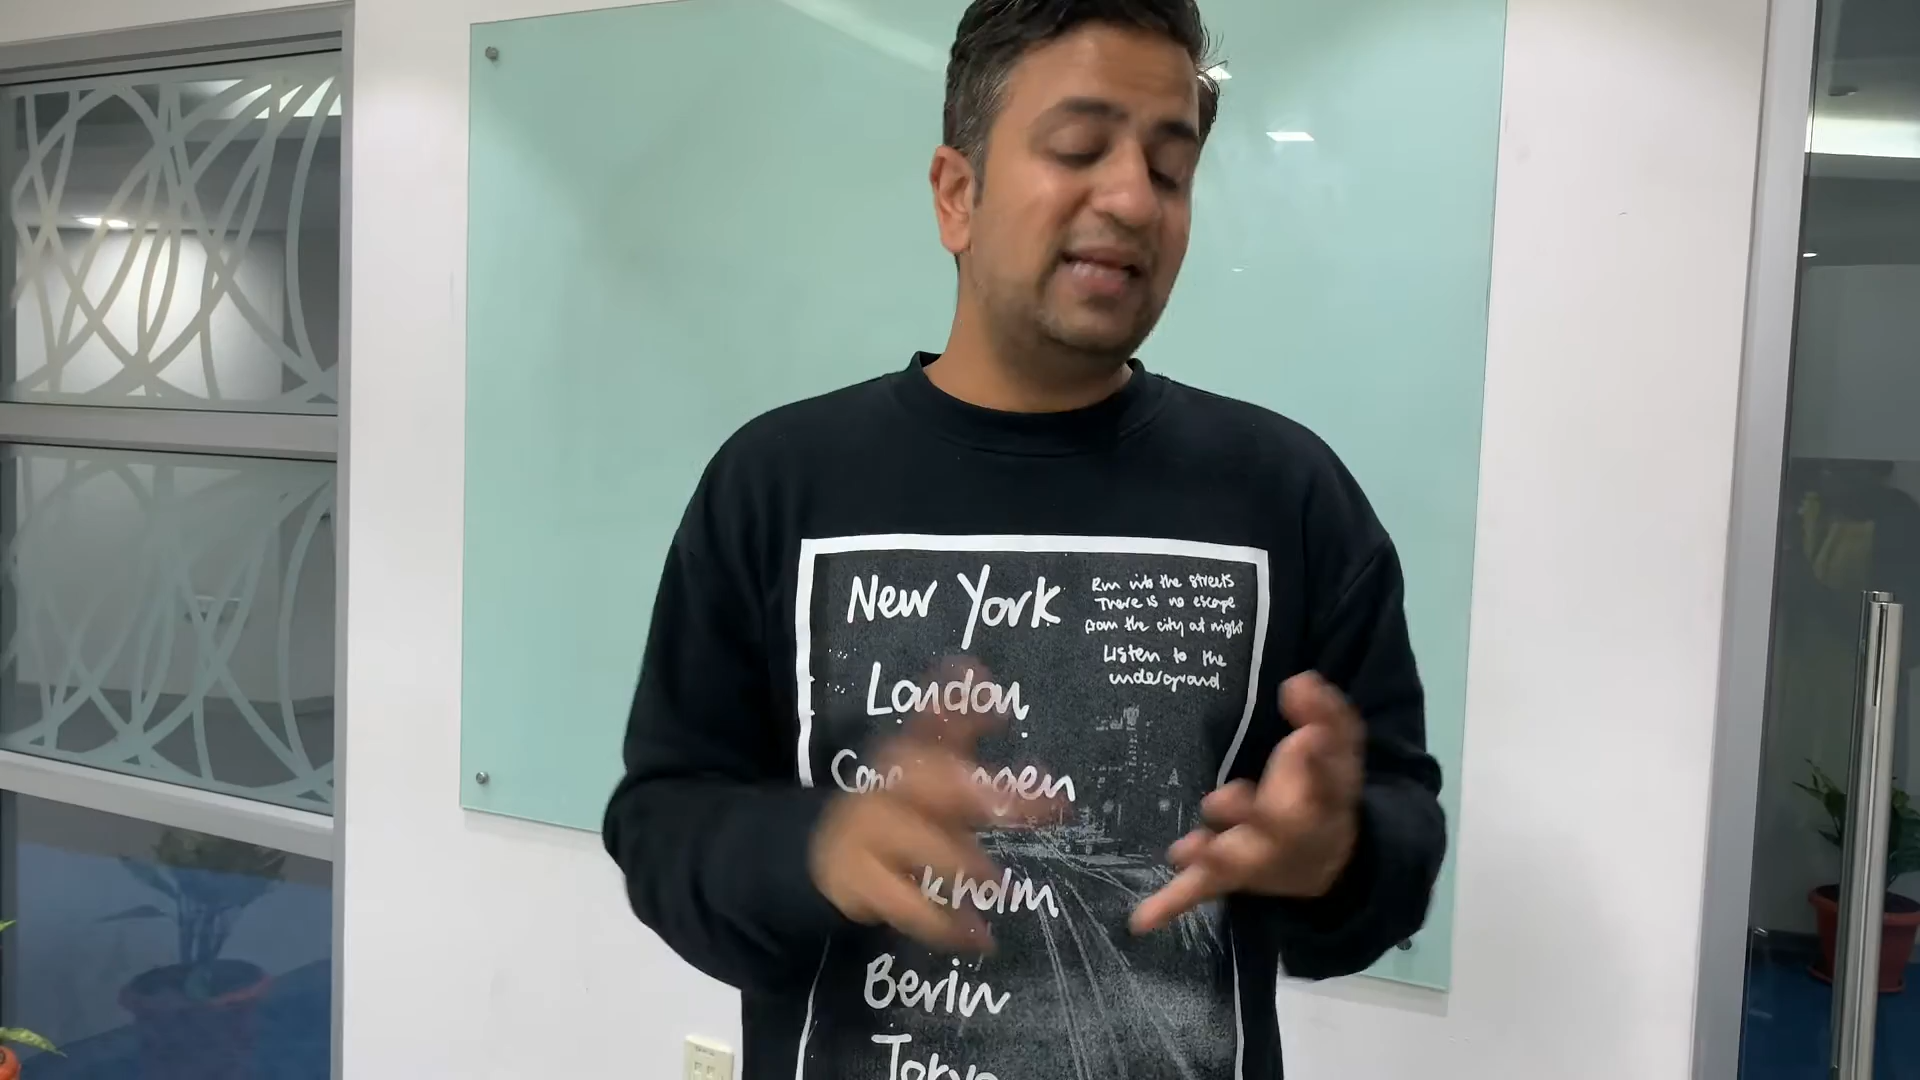 New York
Run into the streets
There is no escape
from the city at night
Listen to the
underground.
London
Berlin